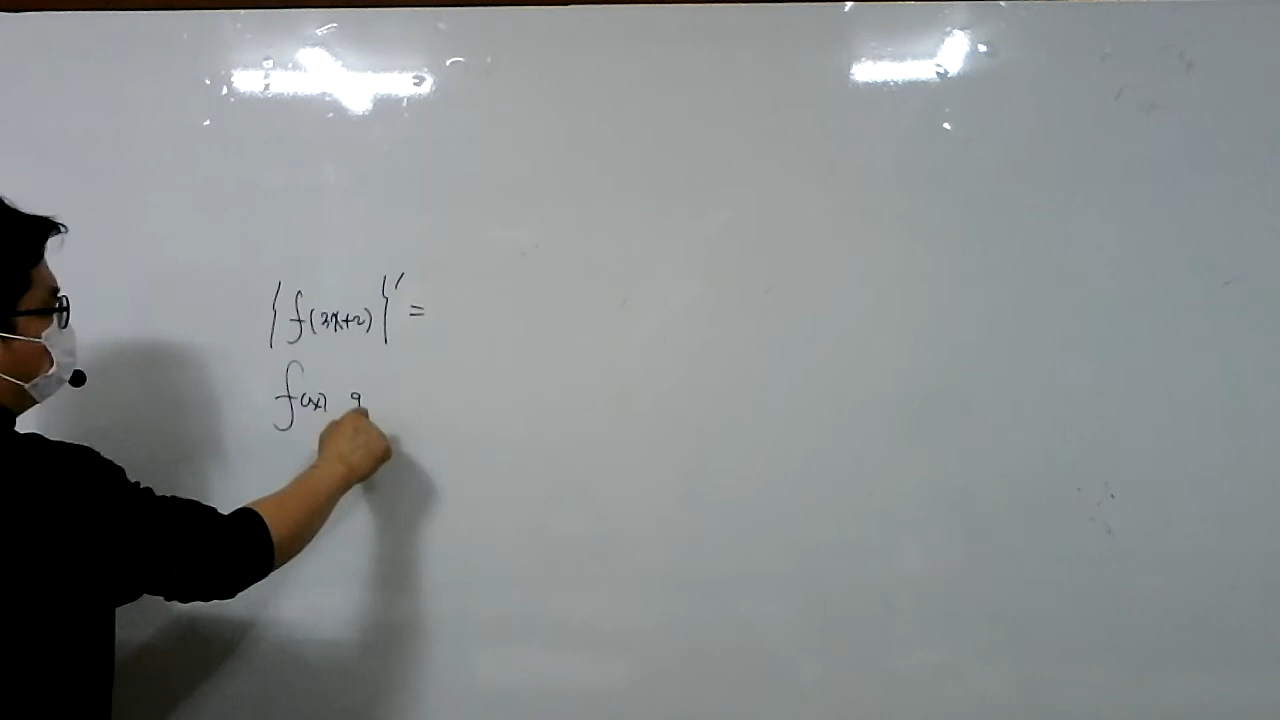 {f(3x+2)}' =
f(x) g